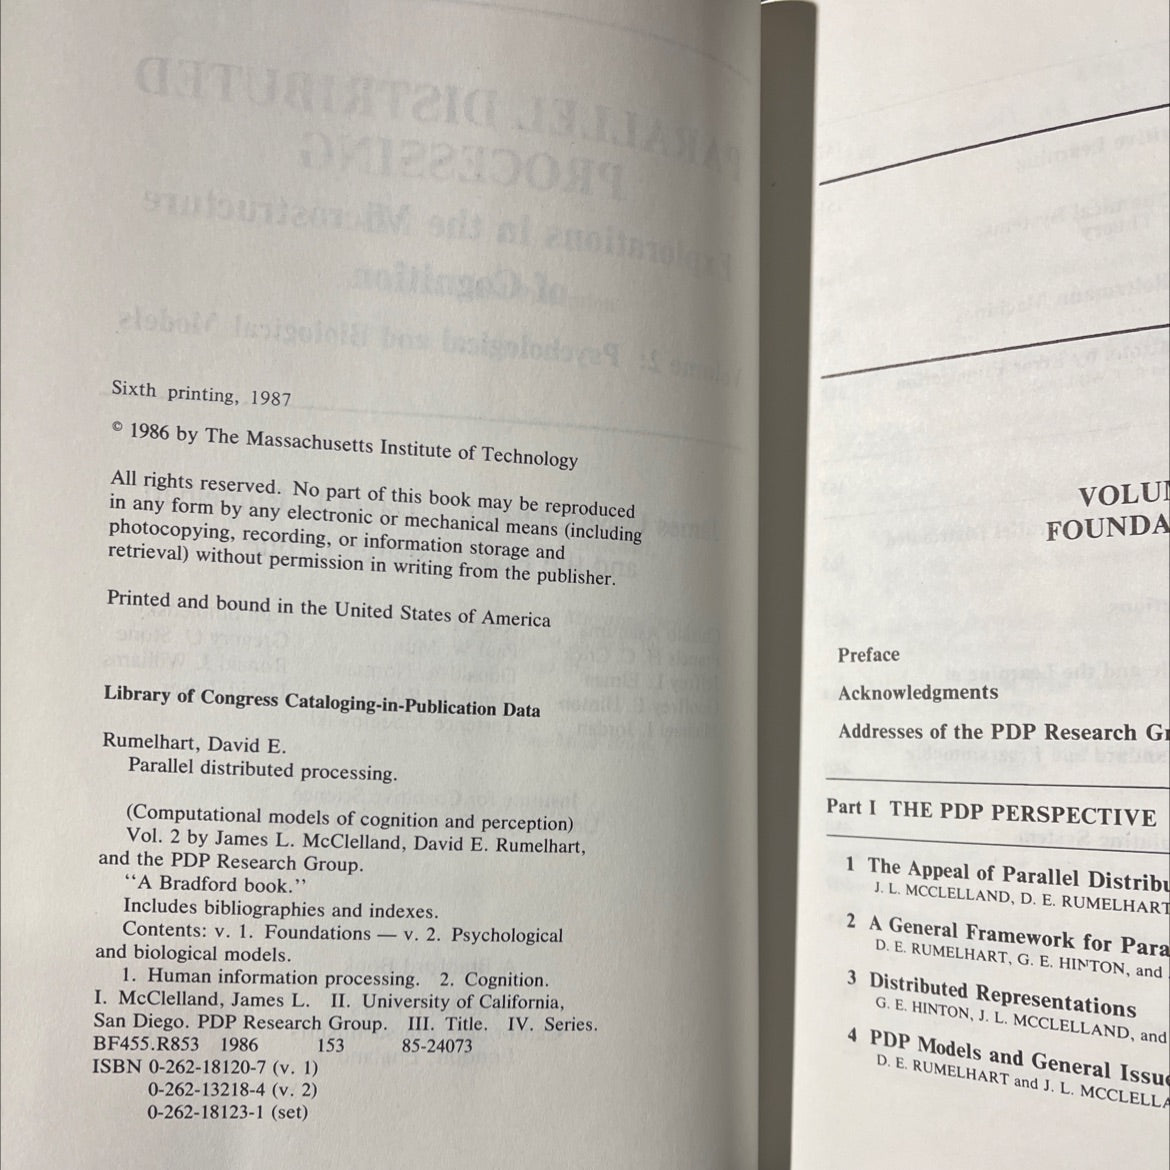 Sixth printing, 1987
© 1986 by The Massachusetts Institute of Technology
All rights reserved. No part of this book may be reproduced
in any form by any electronic or mechanical means (including
photocopying, recording, or information storage and
retrieval) without permission in writing from the publisher.
Printed and bound in the United States of America
Library of Congress Cataloging-in-Publication Data
Rumelhart, David E.
Parallel distributed processing.
(Computational models of cognition and perception)
Vol. 2 by James L. McClelland, David E. Rumelhart,
and the PDP Research Group.
‘‘A Bradford book.’’
Includes bibliographies and indexes.
Contents: v. 1. Foundations — v. 2. Psychological
and biological models.
1. Human information processing. 2. Cognition.
I. McClelland, James L. II. University of California,
San Diego. PDP Research Group. III. Title. IV. Series.
BF455.R853 1986 153 85-24073
ISBN 0-262-18120-7 (v. 1)
0-262-13218-4 (v. 2)
0-262-18123-1 (set)
VOLU
FOUNDA
Preface
Acknowledgments
Addresses of the PDP Research G
Part I THE PDP PERSPECTIVE
1 The Appeal of Parallel Distribu
J. L. MCCLELLAND, D. E. RUMELHART
2 A General Framework for Para
D. E. RUMELHART, G. E. HINTON, and
3 Distributed Representations
G. E. HINTON, J. L. MCCLELLAND, and
4 PDP Models and General Issu
D. E. RUMELHART and J. L. MCCLELLA